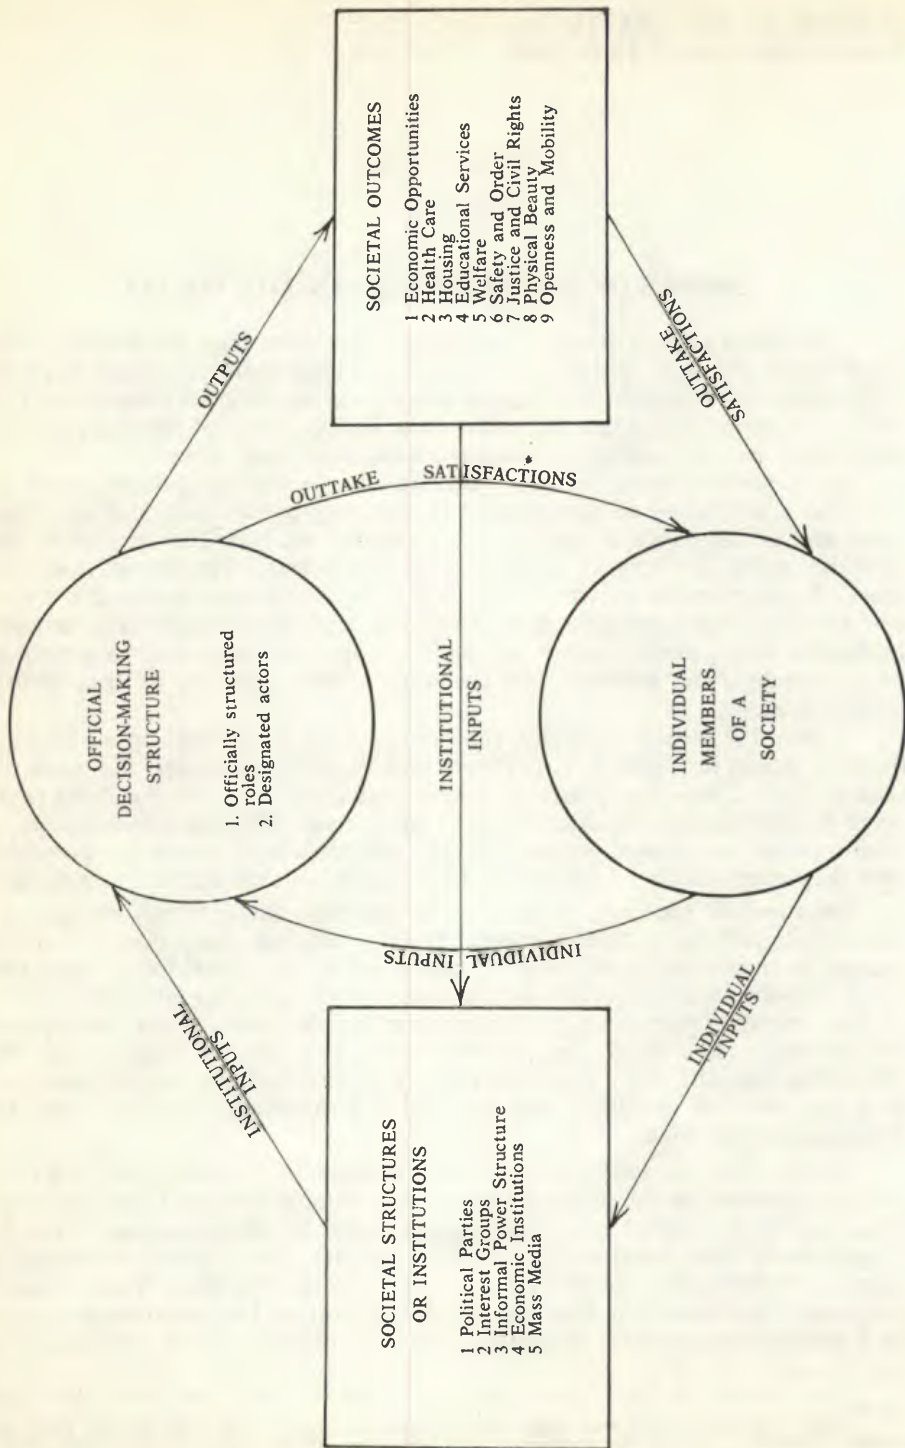 OFFICIAL
DECISION-MAKING
STRUCTURE
1. Officially structured
roles
2. Designated actors
INSTITUTIONAL
INPUTS
OUTPUTS
SOCIETAL STRUCTURES
OR INSTITUTIONS
1 Political Parties
2 Interest Groups
3 Informal Power Structure
4 Economic Institutions
5 Mass Media
INDIVIDUAL INPUTS
INSTITUTIONAL
INPUTS
OUTTAKE SATISFACTIONS
SOCIETAL OUTCOMES
1 Economic Opportunities
2 Health Care
3 Housing
4 Educational Services
5 Welfare
6 Safety and Order
7 Justice and Civil Rights
8 Physical Beauty
9 Openness and Mobility
INDIVIDUAL
INPUTS
INDIVIDUAL
MEMBERS
OF A
SOCIETY
OUTTAKE
SATISFACTIONS